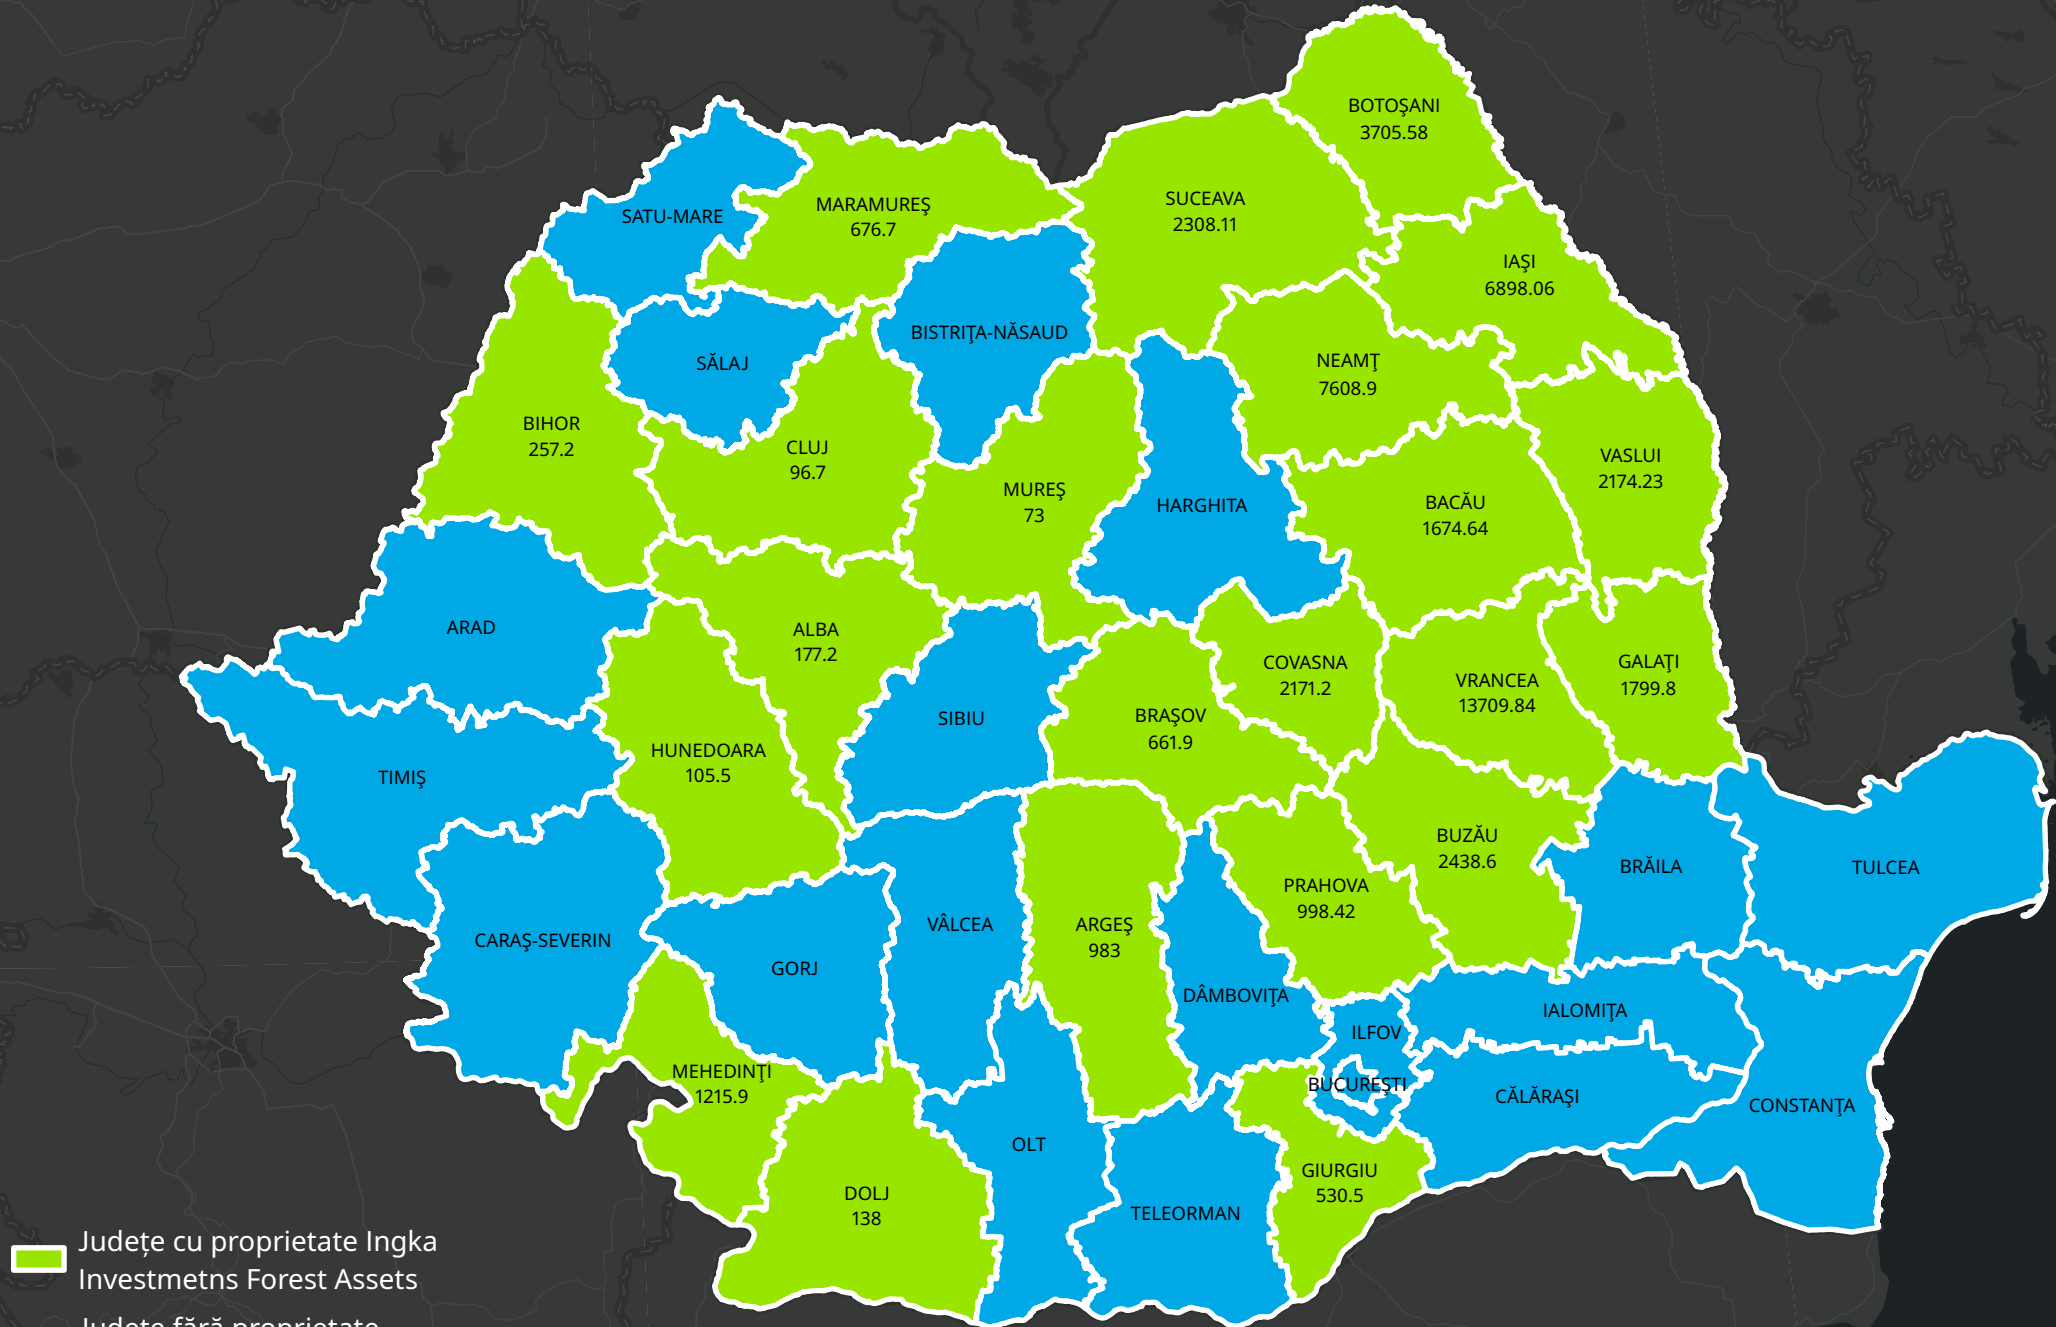 BOTOŞANI
3705.58
SUCEAVA
2308.11
MARAMUREŞ
676.7
SATU-MARE
IAŞI
6898.06
BISTRIŢA-NĂSAUD
NEAMŢ
7608.9
SĂLAJ
BIHOR
257.2
CLUJ
96.7
VASLUI
2174.23
MUREŞ
73
HARGHITA
BACĂU
1674.64
ARAD
ALBA
177.2
COVASNA
2171.2
VRANCEA
13709.84
GALAŢI
1799.8
SIBIU
BRAŞOV
661.9
HUNEDOARA
105.5
TIMIŞ
BUZĂU
2438.6
BRĂILA
TULCEA
PRAHOVA
998.42
VÂLCEA
ARGEŞ
983
CARAŞ-SEVERIN
GORJ
DÂMBOVIŢA
IALOMIŢA
ILFOV
MEHEDINŢI
1215.9
BUCUREŞTI
CĂLĂRAŞI
CONSTANŢA
OLT
GIURGIU
530.5
DOLJ
138
TELEORMAN
Județe cu proprietate Ingka
Investmetns Forest Assets
Județe fără proprietate